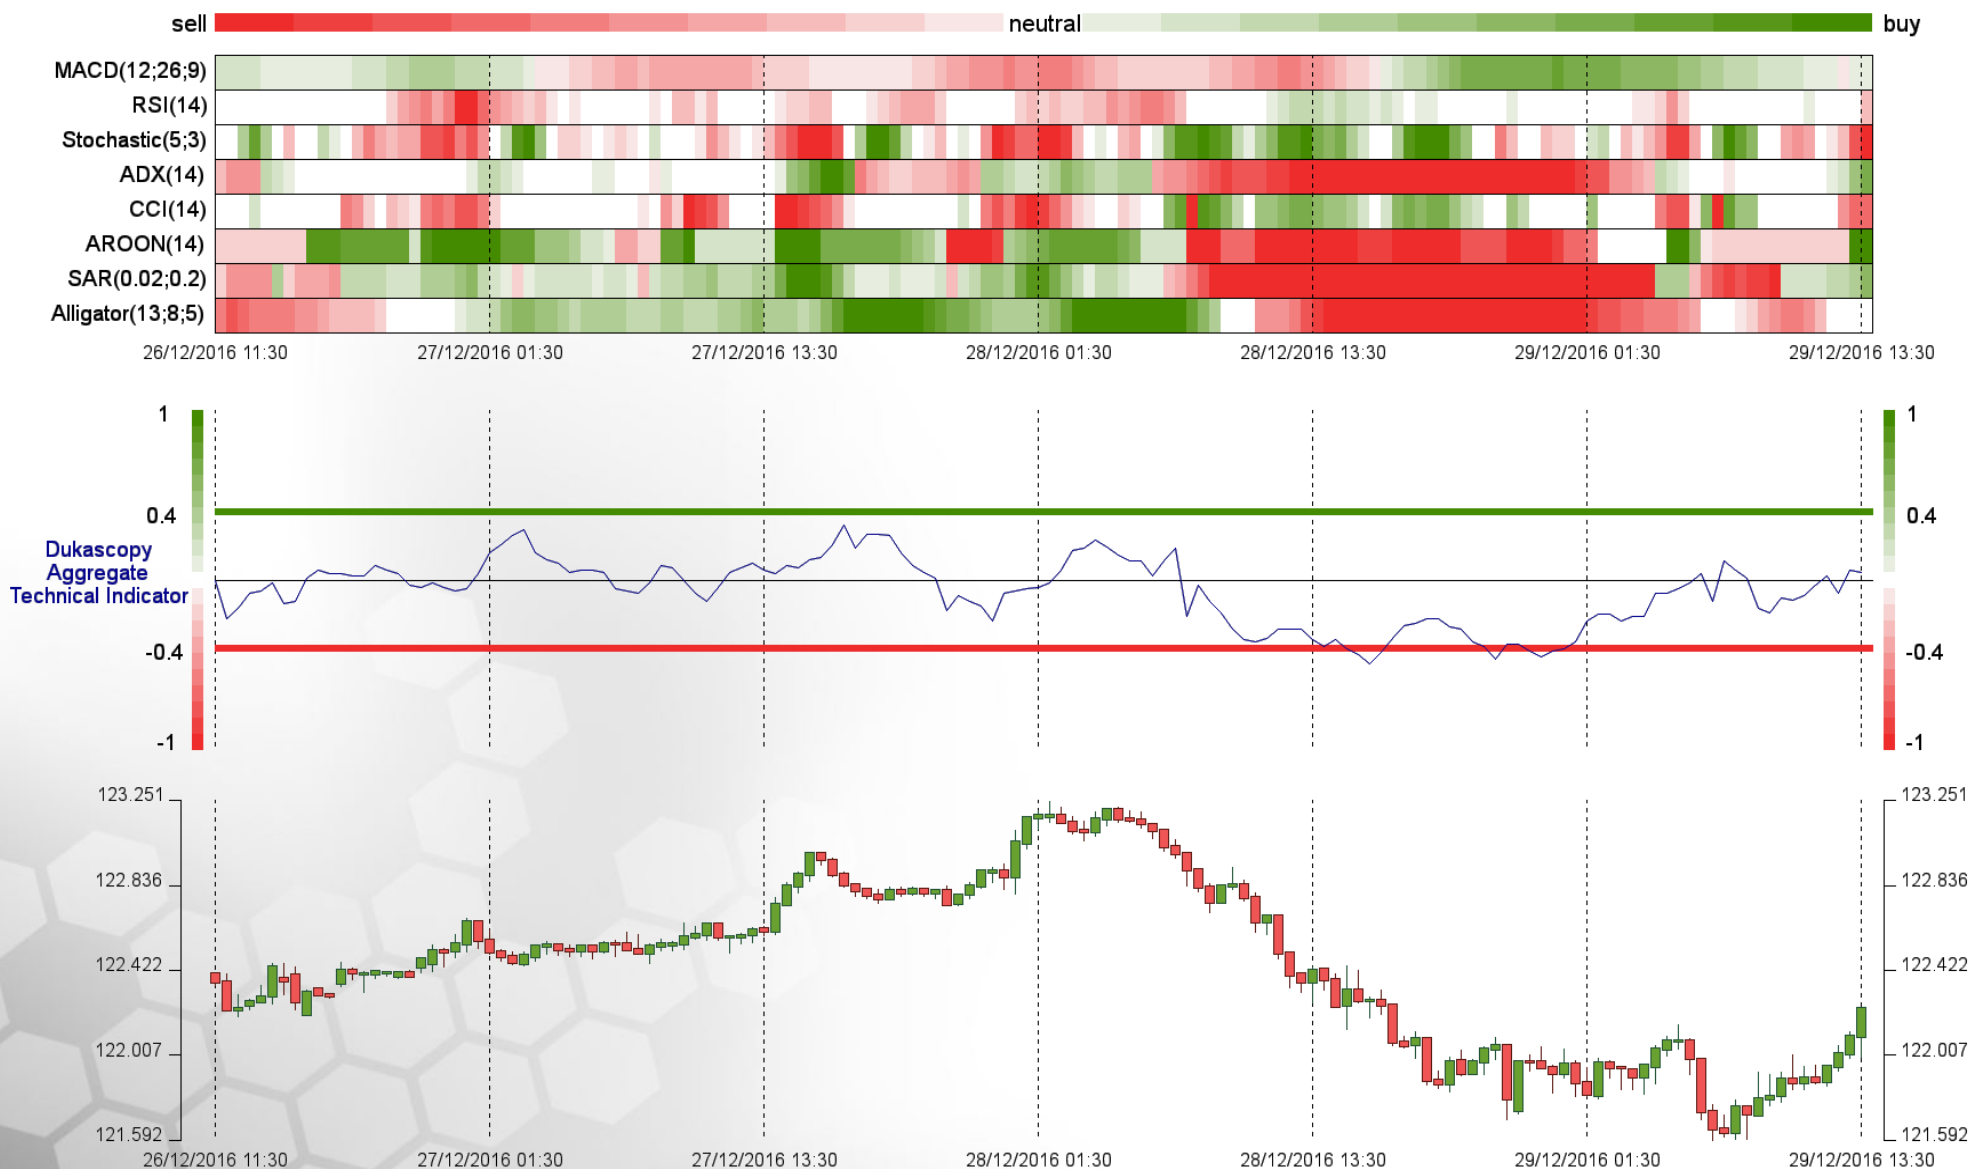 sell neutral buy
MACD(12;26;9)
RSI(14)
Stochastic(5;3)
ADX(14)
CCI(14)
AROON(14)
SAR(0.02;0.2)
Alligator(13;8;5)
26/12/2016 11:30 27/12/2016 01:30 27/12/2016 13:30 28/12/2016 01:30 28/12/2016 13:30 29/12/2016 01:30 29/12/2016 13:30
1 1
0.4 0.4
Dukascopy
Aggregate
Technical Indicator
-0.4 -0.4
-1 -1
123.251 123.251
122.836 122.836
122.422 122.422
122.007 122.007
121.592 121.592
26/12/2016 11:30 27/12/2016 01:30 27/12/2016 13:30 28/12/2016 01:30 28/12/2016 13:30 29/12/2016 01:30 29/12/2016 13:30